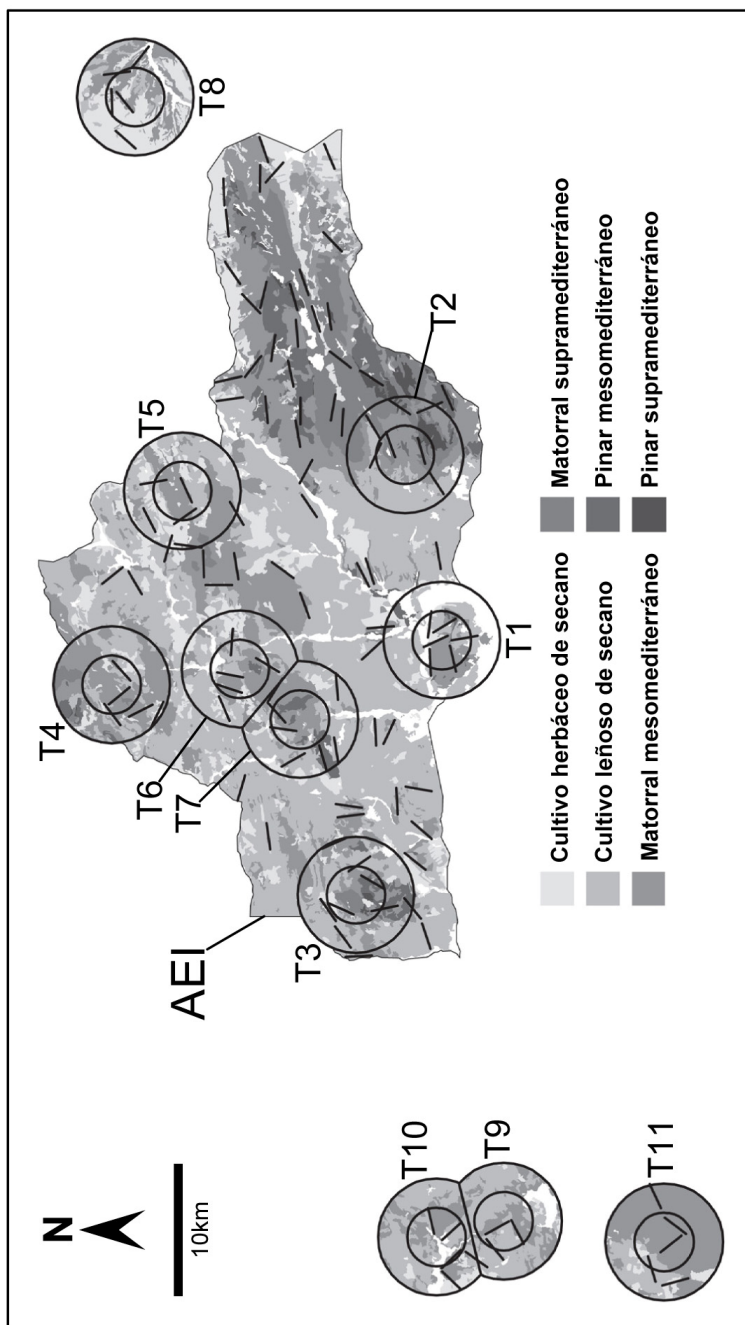 N
10km
AEI
T4
T5
T8
T6
T7
T3
T2
T10
T9
T1
T11
Cultivo herbáceo de secano
Cultivo leñoso de secano
Matorral mesomediterráneo
Matorral supramediterráneo
Pinar mesomediterráneo
Pinar supramediterráneo